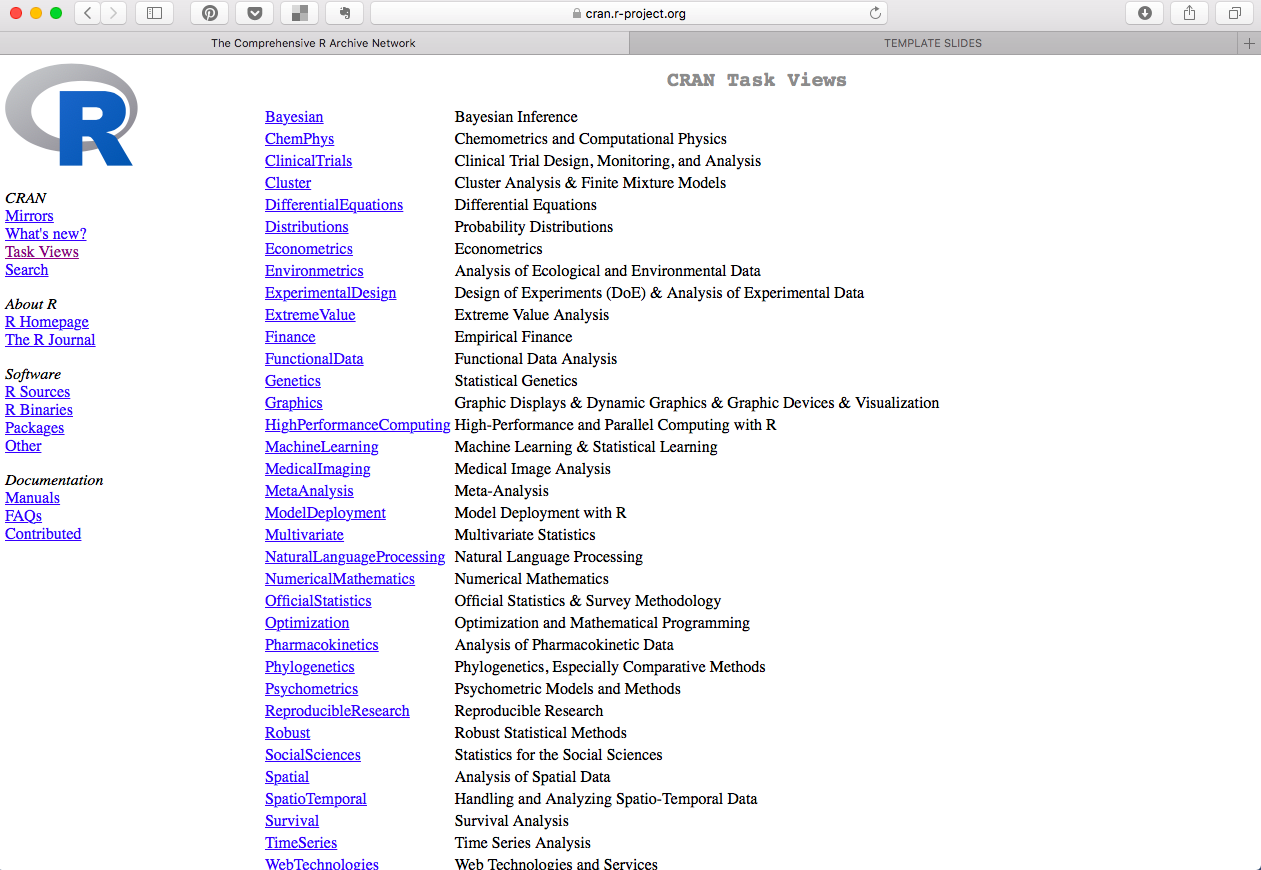 cran.r-project.org
The Comprehensive R Archive Network
TEMPLATE SLIDES
R
CRAN
Mirrors
What's new?
Task Views
Search
About R
R Homepage
The R Journal
Software
R Sources
R Binaries
Packages
Other
Documentation
Manuals
FAQs
Contributed
CRAN Task Views
Bayesian Bayesian Inference
ChemPhys Chemometrics and Computational Physics
ClinicalTrials Clinical Trial Design, Monitoring, and Analysis
Cluster Cluster Analysis & Finite Mixture Models
DifferentialEquations Differential Equations
Distributions Probability Distributions
Econometrics Econometrics
Environmetrics Analysis of Ecological and Environmental Data
ExperimentalDesign Design of Experiments (DoE) & Analysis of Experimental Data
ExtremeValue Extreme Value Analysis
Finance Empirical Finance
FunctionalData Functional Data Analysis
Genetics Statistical Genetics
Graphics Graphic Displays & Dynamic Graphics & Graphic Devices & Visualization
HighPerformanceComputing High-Performance and Parallel Computing with R
MachineLearning Machine Learning & Statistical Learning
MedicalImaging Medical Image Analysis
MetaAnalysis Meta-Analysis
ModelDeployment Model Deployment with R
Multivariate Multivariate Statistics
NaturalLanguageProcessing Natural Language Processing
NumericalMathematics Numerical Mathematics
OfficialStatistics Official Statistics & Survey Methodology
Optimization Optimization and Mathematical Programming
Pharmacokinetics Analysis of Pharmacokinetic Data
Phylogenetics Phylogenetics, Especially Comparative Methods
Psychometrics Psychometric Models and Methods
ReproducibleResearch Reproducible Research
Robust Robust Statistical Methods
SocialSciences Statistics for the Social Sciences
Spatial Analysis of Spatial Data
SpatioTemporal Handling and Analyzing Spatio-Temporal Data
Survival Survival Analysis
TimeSeries Time Series Analysis
WebTechnologies Web Technologies and Services